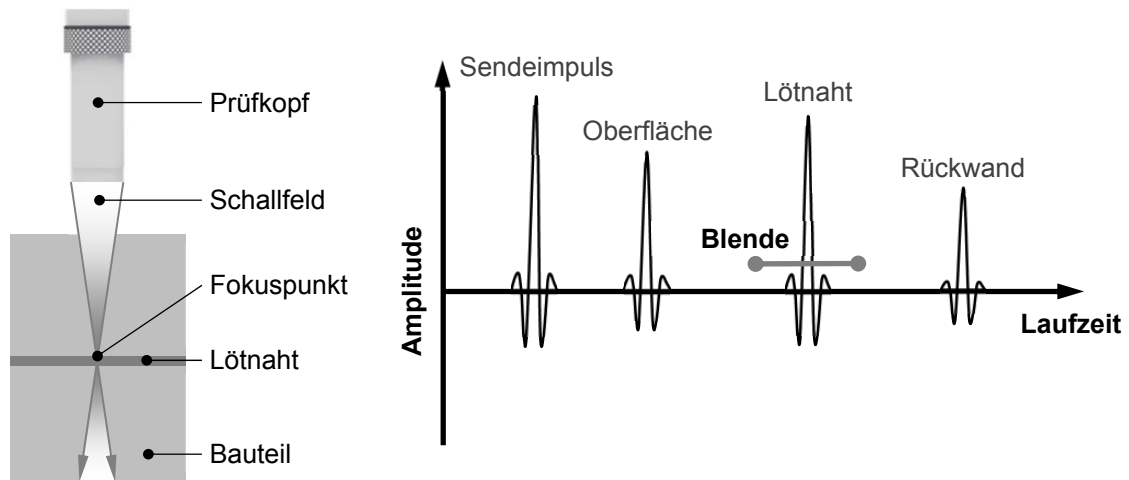 Prüfkopf
Schallfeld
Fokuspunkt
Lötnaht
Bauteil
Sendeimpuls
Oberfläche
Lötnaht
Rückwand
Blende
Amplitude
Laufzeit